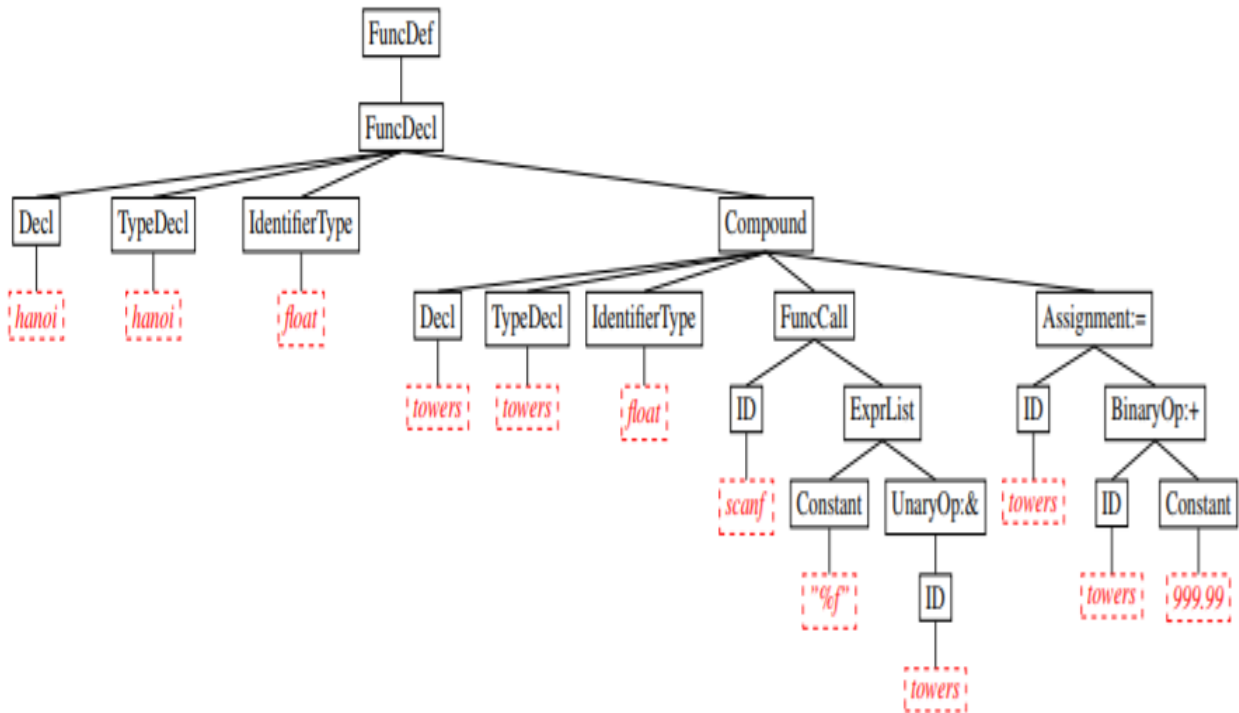 FuncDef
FuncDecl
Decl TypeDecl IdentifierType Compound
hanoi hanoi float Decl TypeDecl IdentifierType FuncCall Assignment:=
towers towers float ID ExprList ID BinaryOp:+
scanf Constant UnaryOp:& towers ID Constant
"%f" ID towers 999.99
towers